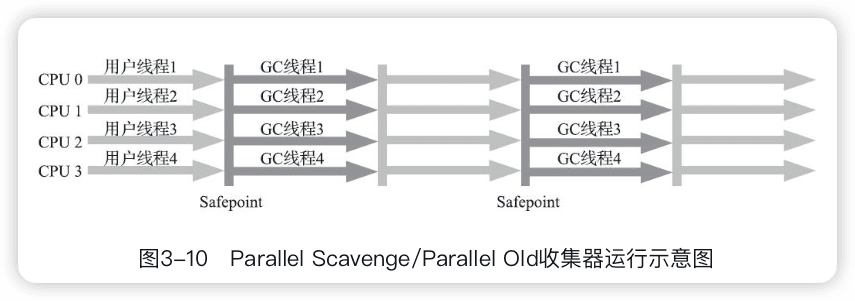 用户线程1 GC线程1 GC线程1
CPU 0
用户线程2 GC线程2 GC线程2
CPU 1
用户线程3 GC线程3 GC线程3
CPU 2
用户线程4 GC线程4 GC线程4
CPU 3
Safepoint Safepoint
图3-10 Parallel Scavenge/Parallel Old收集器运行示意图